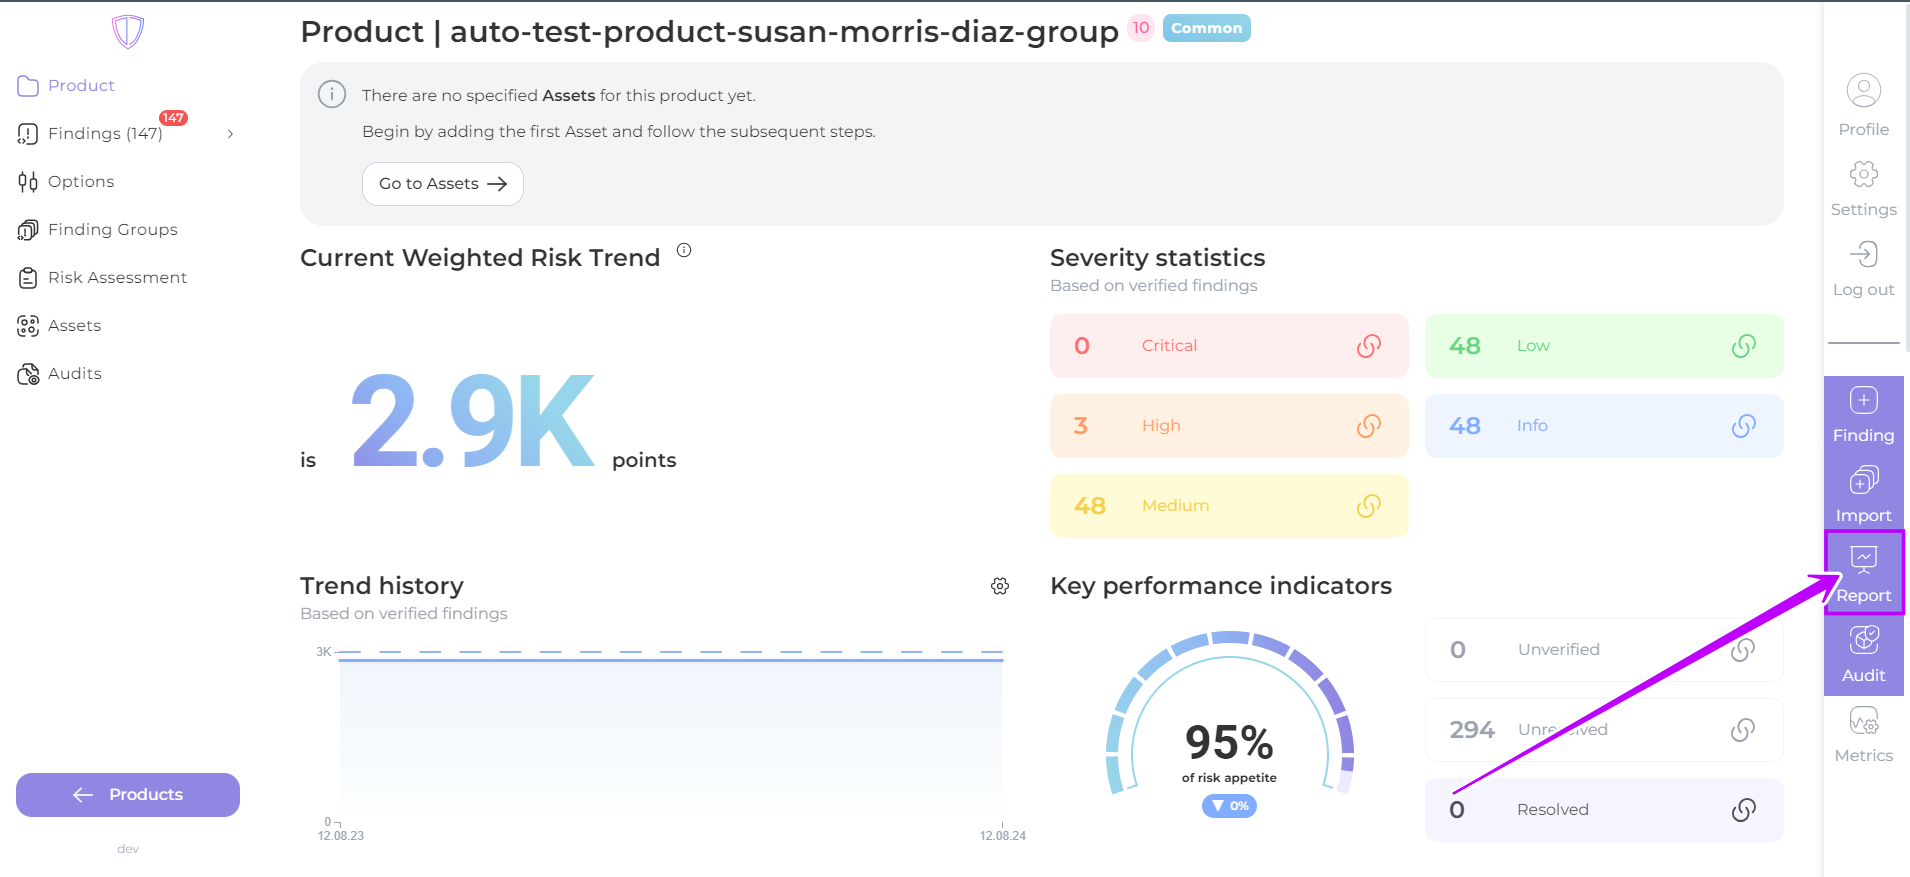 Product | auto-test-product-susan-morris-diaz-group 10 Common
Product
Findings (147) 147
Options
Finding Groups
Risk Assessment
Assets
Audits
Products
dev
There are no specified Assets for this product yet.
Begin by adding the first Asset and follow the subsequent steps.
Go to Assets
Current Weighted Risk Trend
is 2.9K points
Severity statistics
Based on verified findings
0 Critical
48 Low
3 High
48 Info
48 Medium
Trend history
Based on verified findings
3K
0
12.08.23
12.08.24
Key performance indicators
95%
of risk appetite
▼ 0%
0 Unverified
294 Unresolved
0 Resolved
Profile
Settings
Log out
Finding
Import
Report
Audit
Metrics